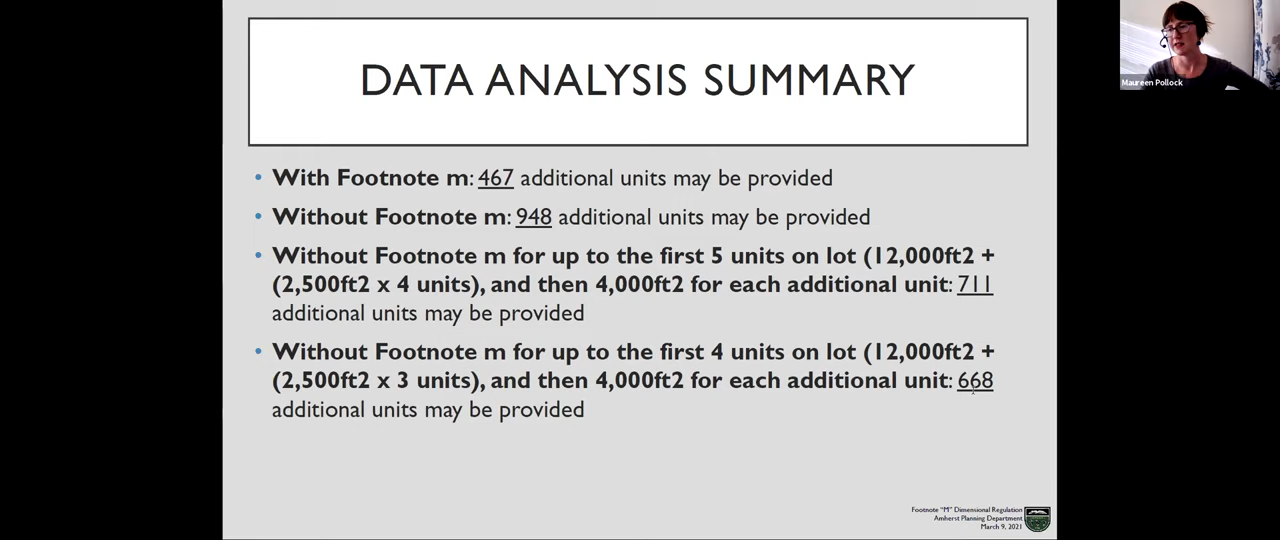 DATA ANALYSIS SUMMARY
Maureen Pollock
• With Footnote m: 467 additional units may be provided
• Without Footnote m: 948 additional units may be provided
• Without Footnote m for up to the first 5 units on lot (12,000ft2 +
(2,500ft2 x 4 units), and then 4,000ft2 for each additional unit: 711
additional units may be provided
• Without Footnote m for up to the first 4 units on lot (12,000ft2 +
(2,500ft2 x 3 units), and then 4,000ft2 for each additional unit: 668
additional units may be provided
Footnote "M" Dimensional Regulation
Amherst Planning Department
March 9, 2021